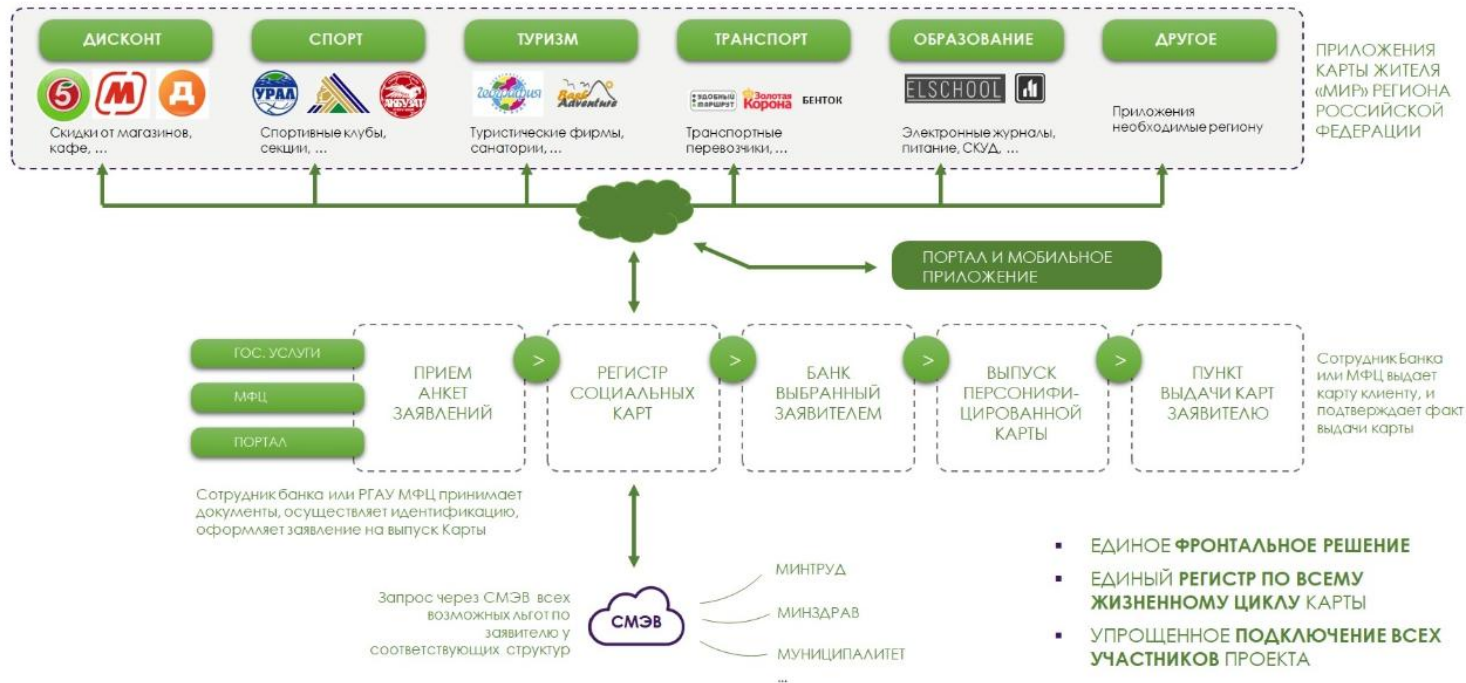 ДИСКОНТ
СПОРТ
ТУРИЗМ
ТРАНСПОРТ
ОБРАЗОВАНИЕ
ДРУГОЕ
5
М
Д
УРАЛ
АКБУЗАТ
География
Adventure
УДОБНЫЙ
МАРШРУТ
Золотая
Корона
БЕНТОК
ELSCHOOL
Скидки от магазинов,
кафе, ...
Спортивные клубы,
секции, ...
Туристические фирмы,
санатории, ...
Транспортные
перевозчики,...
Электронные журналы,
питание, СКУД, ...
Приложения
необходимые региону
ПРИЛОЖЕНИЯ
КАРТЫ ЖИТЕЛЯ
«МИР» РЕГИОНА
РОССИЙСКОЙ
ФЕДЕРАЦИИ
ПОРТАЛ И МОБИЛЬНОЕ
ПРИЛОЖЕНИЕ
ГОС. УСЛУГИ
МФЦ
ПОРТАЛ
ПРИЕМ
АНКЕТ
ЗАЯВЛЕНИЙ
>
РЕГИСТР
СОЦИАЛЬНЫХ
КАРТ
>
БАНК
ВЫБРАННЫЙ
ЗАЯВИТЕЛЕМ
>
ВЫПУСК
ПЕРСОНИФИ-
ЦИРОВАННОЙ
КАРТЫ
>
ПУНКТ
ВЫДАЧИ КАРТ
ЗАЯВИТЕЛЮ
Сотрудник Банка
или МФЦ выдает
карту клиенту, и
подтверждает факт
выдачи карты
Сотрудник банка или РГАУ МФЦ принимает
документы, осуществляет идентификацию,
оформляет заявление на выпуск Карты
Запрос через СМЭВ всех
возможных льгот по
заявителю у
соответствующих структур
СМЭВ
МИНТРУД
МИНЗДРАВ
МУНИЦИПАЛИТЕТ
...
▪ ЕДИНОЕ ФРОНТАЛЬНОЕ РЕШЕНИЕ
▪ ЕДИНЫЙ РЕГИСТР ПО ВСЕМУ
ЖИЗНЕННОМУ ЦИКЛУ КАРТЫ
▪ УПРОЩЕННОЕ ПОДКЛЮЧЕНИЕ ВСЕХ
УЧАСТНИКОВ ПРОЕКТА